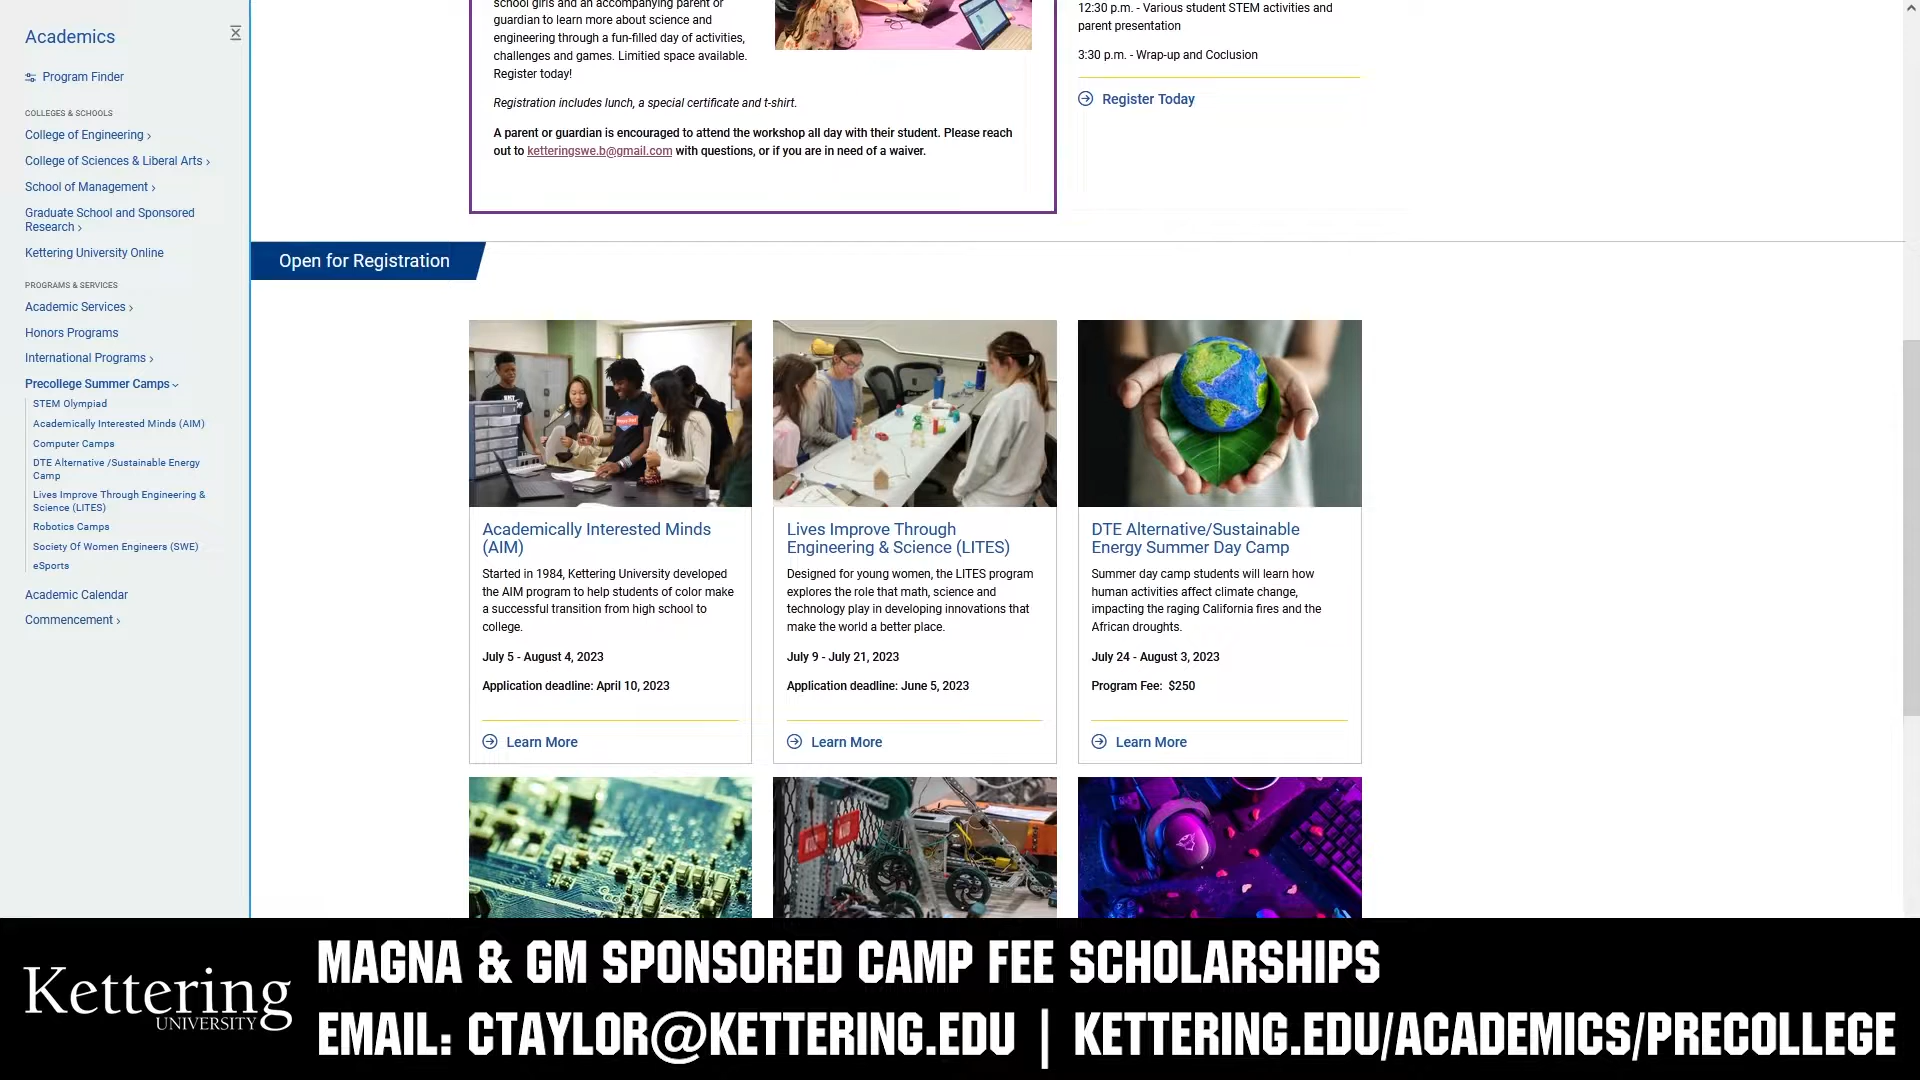 Academics
Program Finder
COLLEGES & SCHOOLS
College of Engineering
College of Sciences & Liberal Arts
School of Management
Graduate School and Sponsored
Research
Kettering University Online
PROGRAMS & SERVICES
Academic Services
Honors Programs
International Programs
Precollege Summer Camps
STEM Olympiad
Academically Interested Minds (AIM)
Computer Camps
DTE Alternative /Sustainable Energy
Camp
Lives Improve Through Engineering &
Science (LITES)
Robotics Camps
Society Of Women Engineers (SWE)
eSports
Academic Calendar
Commencement
school girls and an accompanying parent or
guardian to learn more about science and
engineering through a fun-filled day of activities,
challenges and games. Limitied space available.
Register today!
Registration includes lunch, a special certificate and t-shirt.
A parent or guardian is encouraged to attend the workshop all day with their student. Please reach
out to ketteringswe.b@gmail.com with questions, or if you are in need of a waiver.
12:30 p.m. - Various student STEM activities and
parent presentation
3:30 p.m. - Wrap-up and Coclusion
Register Today
Open for Registration
Academically Interested Minds
(AIM)
Started in 1984, Kettering University developed
the AIM program to help students of color make
a successful transition from high school to
college.
July 5 - August 4, 2023
Application deadline: April 10, 2023
Learn More
Lives Improve Through
Engineering & Science (LITES)
Designed for young women, the LITES program
explores the role that math, science and
technology play in developing innovations that
make the world a better place.
July 9 - July 21, 2023
Application deadline: June 5, 2023
Learn More
DTE Alternative/Sustainable
Energy Summer Day Camp
Summer day camp students will learn how
human activities affect climate change,
impacting the raging California fires and the
African droughts.
July 24 - August 3, 2023
Program Fee: $250
Learn More
Kettering
UNIVERSITY
MAGNA & GM SPONSORED CAMP FEE SCHOLARSHIPS
EMAIL: CTAYLOR@KETTERING.EDU | KETTERING.EDU/ACADEMICS/PRECOLLEGE